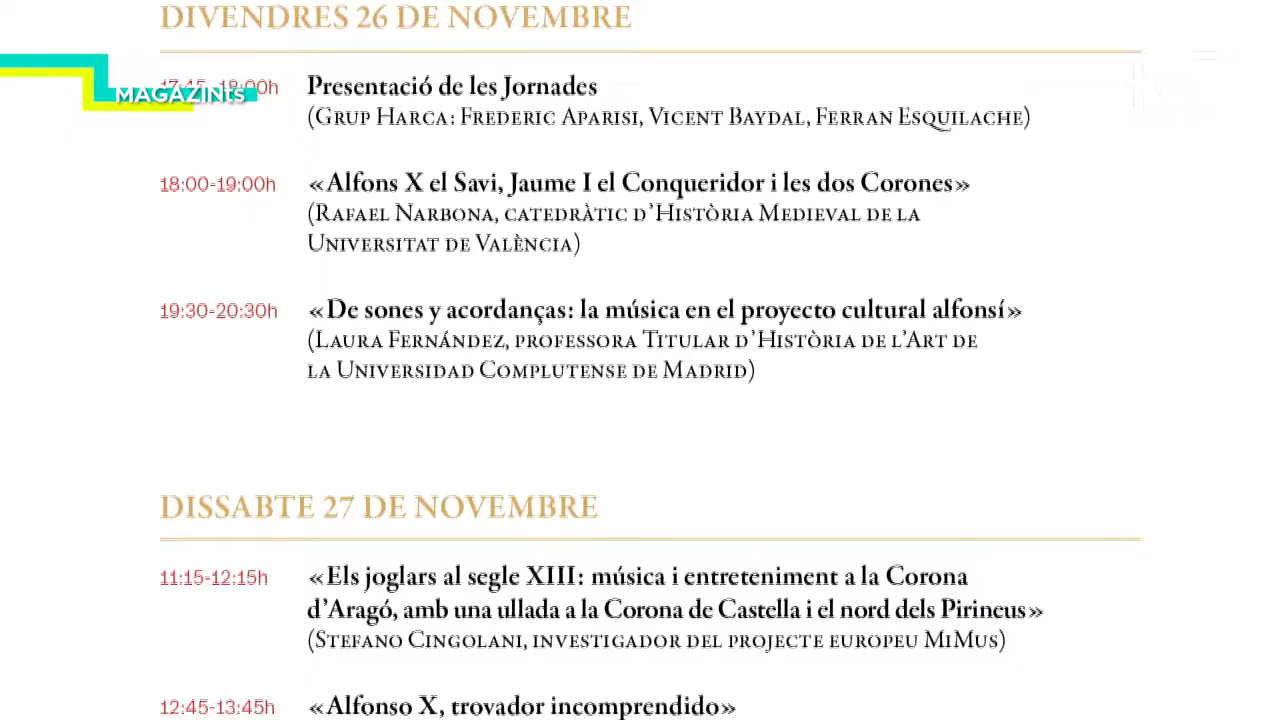 DIVENDRES 26 DE NOVEMBRE
17:45-18:00h Presentació de les Jornades
MAGAZINts
(Grup Harca: Frederic Aparisi, Vicent Baydal, Ferran Esquilache)
18:00-19:00h «Alfons X el Savi, Jaume I el Conqueridor i les dos Corones»
(Rafael Narbona, catedràtic d’Història Medieval de la
Universitat de València)
19:30-20:30h «De sones y acordanças: la música en el proyecto cultural alfonsí»
(Laura Fernández, professora Titular d’Història de l’Art de
la Universidad Complutense de Madrid)
DISSABTE 27 DE NOVEMBRE
11:15-12:15h «Els joglars al segle XIII: música i entreteniment a la Corona
d’Aragó, amb una ullada a la Corona de Castella i el nord dels Pirineus»
(Stefano Cingolani, investigador del projecte europeu MiMus)
12:45-13:45h «Alfonso X, trovador incomprendido»